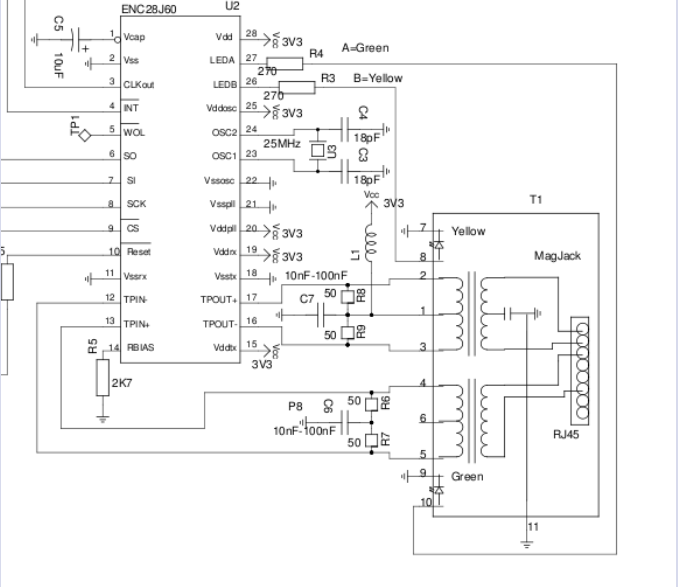 ENC28J60 U2
C5
10uF
+
1 Vcap Vdd 28 Vcc 3V3
2 Vss LEDA 27 270 R4 A=Green
3 CLKout LEDB 26 270 R3 B=Yellow
4 INT Vddosc 25 Vcc 3V3
TP1
5 WOL OSC2 24 C4 18pF
25MHz U3
6 SO OSC1 23 C3 18pF
7 SI Vssosc 22
8 SCK Vsspll 21
Vcc 3V3
T1
9 CS Vddpll 20 Vcc 3V3
7 Yellow
10 Reset Vddrx 19 Vcc 3V3
L1
8
MagJack
5
11 Vssrx Vsstx 18
10nF-100nF
2
12 TPIN- TPOUT+ 17
C7
50 R8
1
13 TPIN+ TPOUT- 16
50 R9
R5
14 RBIAS Vddtx 15 Vcc
3V3
3
2K7
4
P8 C6
50 R6
6
10nF-100nF
50 R7
RJ45
5
9 Green
10
11